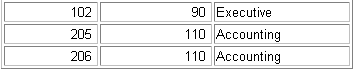 102 90 Executive
205 110 Accounting
206 110 Accounting